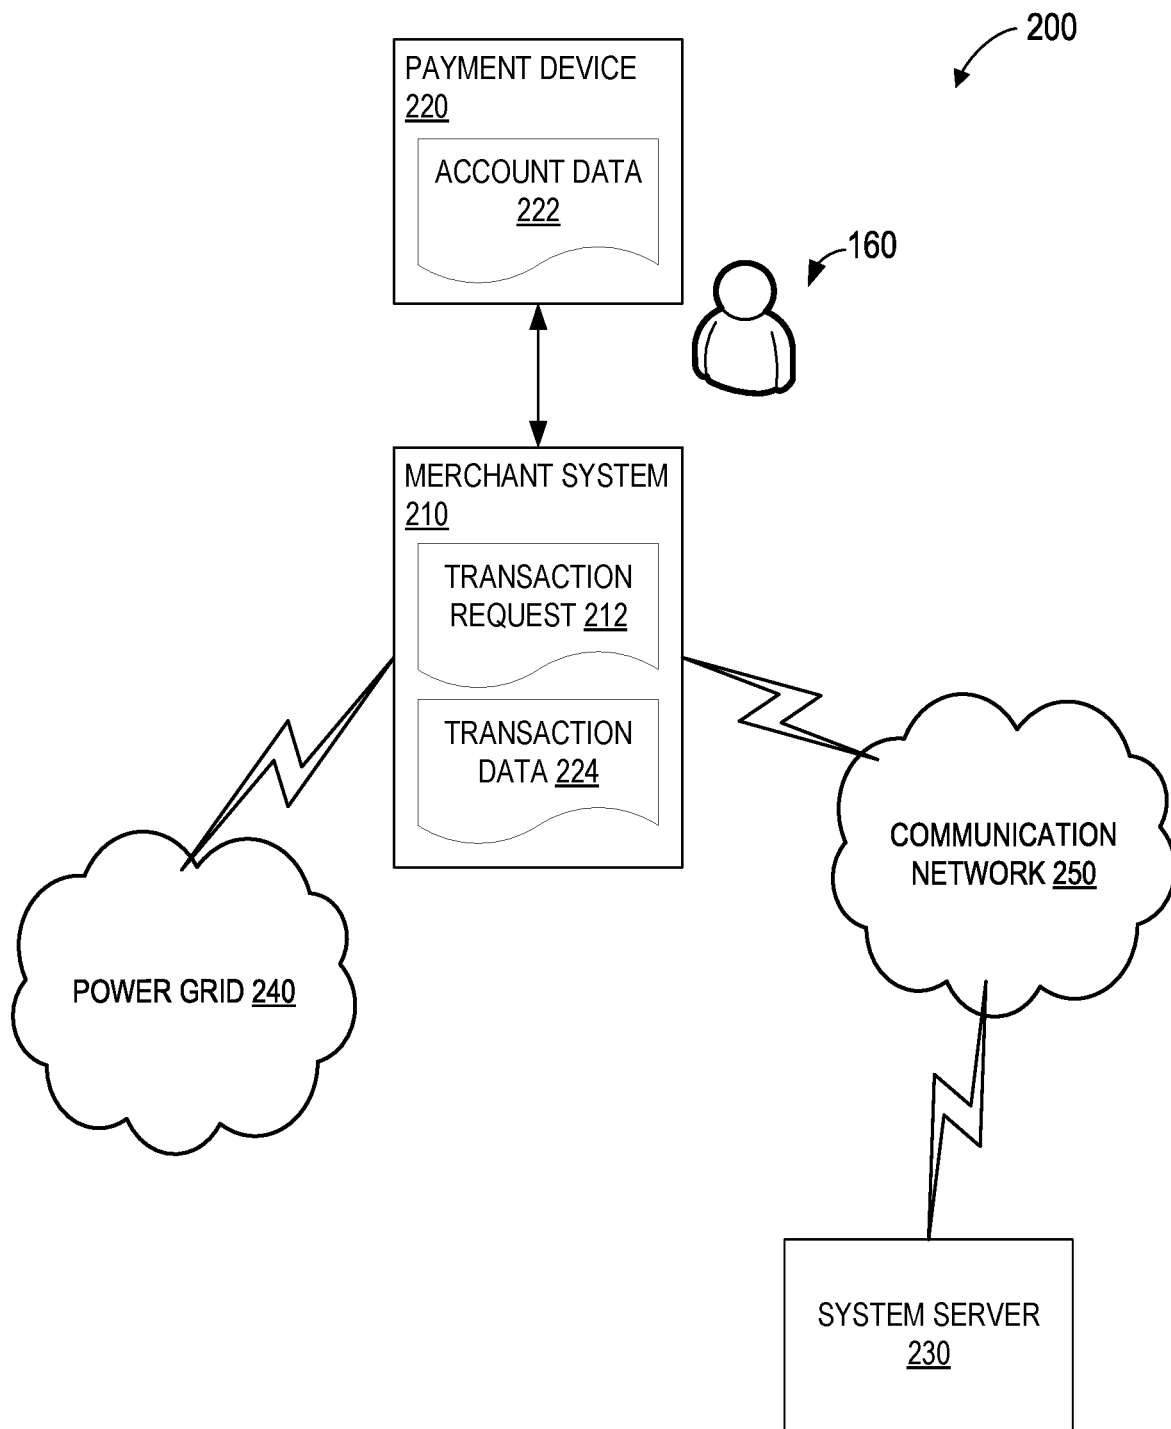 200
PAYMENT DEVICE
220
ACCOUNT DATA
222
160
MERCHANT SYSTEM
210
TRANSACTION
REQUEST 212
TRANSACTION
DATA 224
COMMUNICATION
NETWORK 250
POWER GRID 240
SYSTEM SERVER
230